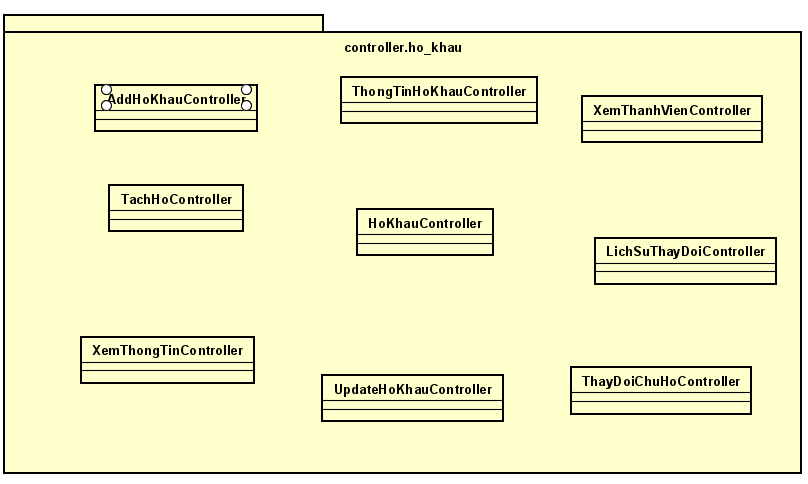 controller.ho_khau
AddHoKhauController
ThongTinHoKhauController
XemThanhVienController
TachHoController
HoKhauController
LichSuThayDoiController
XemThongTinController
UpdateHoKhauController
ThayDoiChuHoController